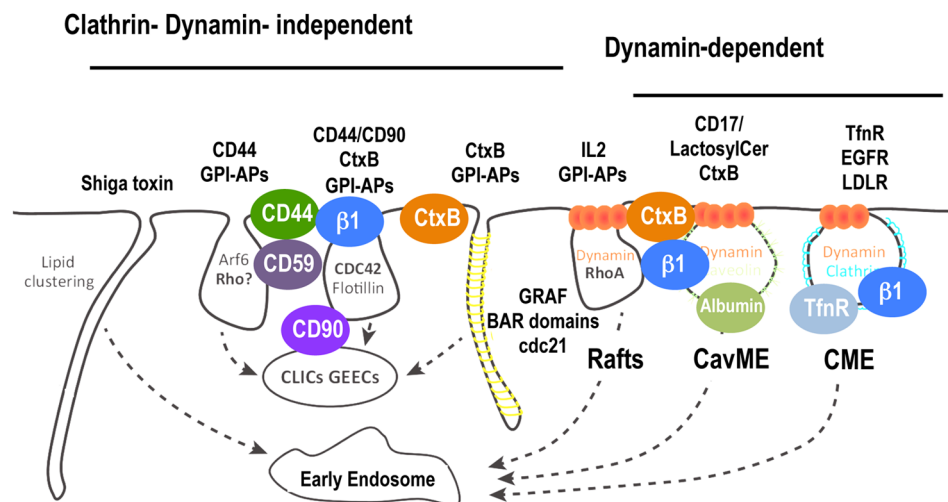 Clathrin- Dynamin- independent
Dynamin-dependent
Shiga toxin
CD44
GPI-APs
CD44/CD90
CtxB
GPI-APs
CtxB
GPI-APs
IL2
GPI-APs
CD17/
LactosylCer
CtxB
TfnR
EGFR
LDLR
Lipid
clustering
CD44
β1
CtxB
Arf6
Rho?
CD59
CDC42
Flotillin
CD90
CLICs GEECs
CtxB
Dynamin
RhoA
β1
Dynamin
Albumin
Dynamin
TfnR
β1
GRAF
BAR domains
cdc21
Rafts
CavME
CME
Early Endosome